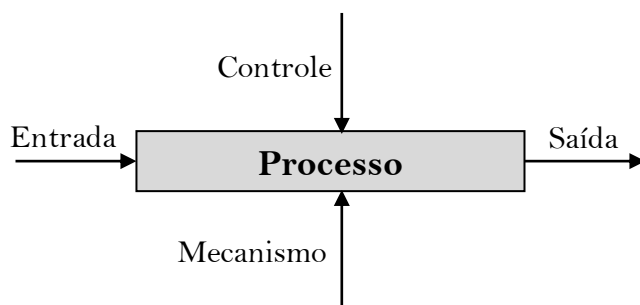 Controle
Entrada
Processo
Saída
Mecanismo